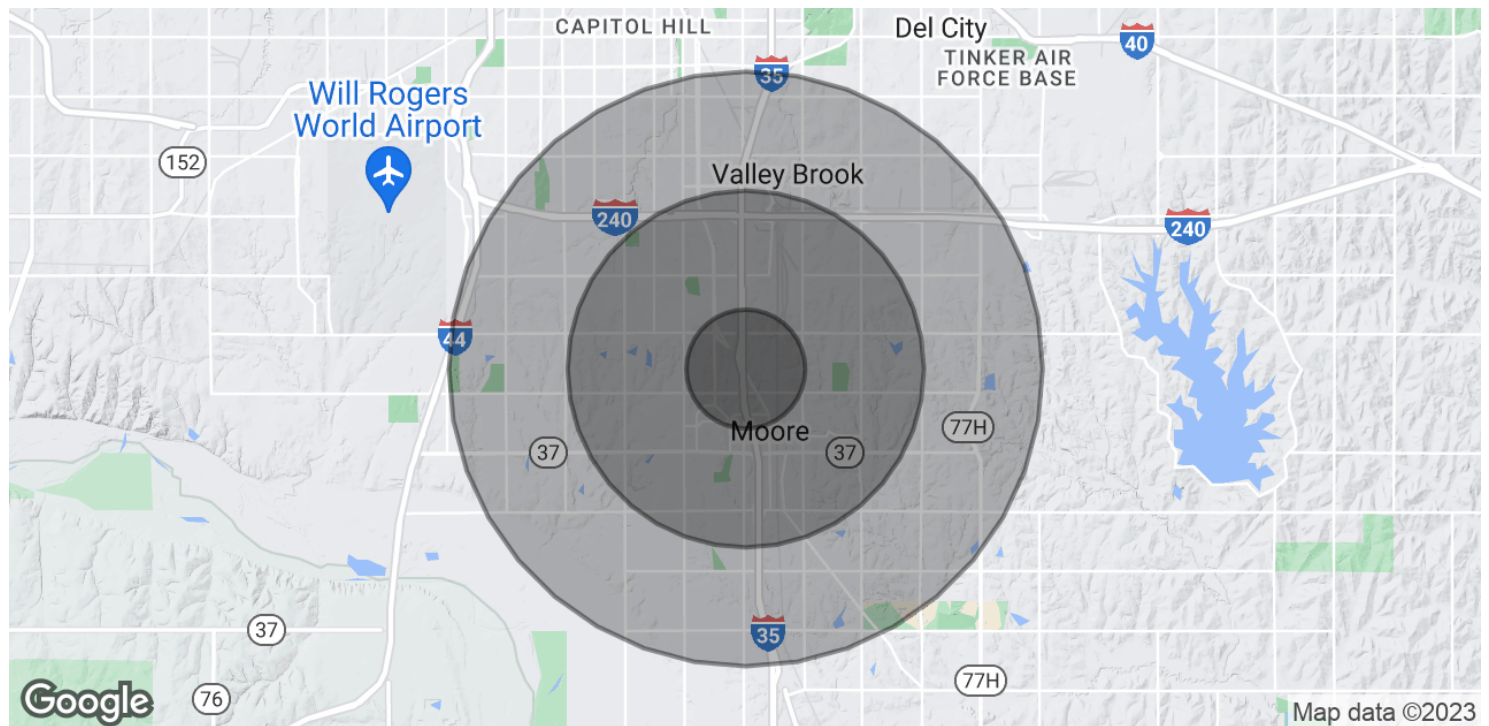 CAPITOL HILL
Del City
40
TINKER AIR
FORCE BASE
35
Will Rogers
World Airport
152
Valley Brook
240
240
44
Moore
77H
37
37
37
35
77H
76
Google
Map data ©2023